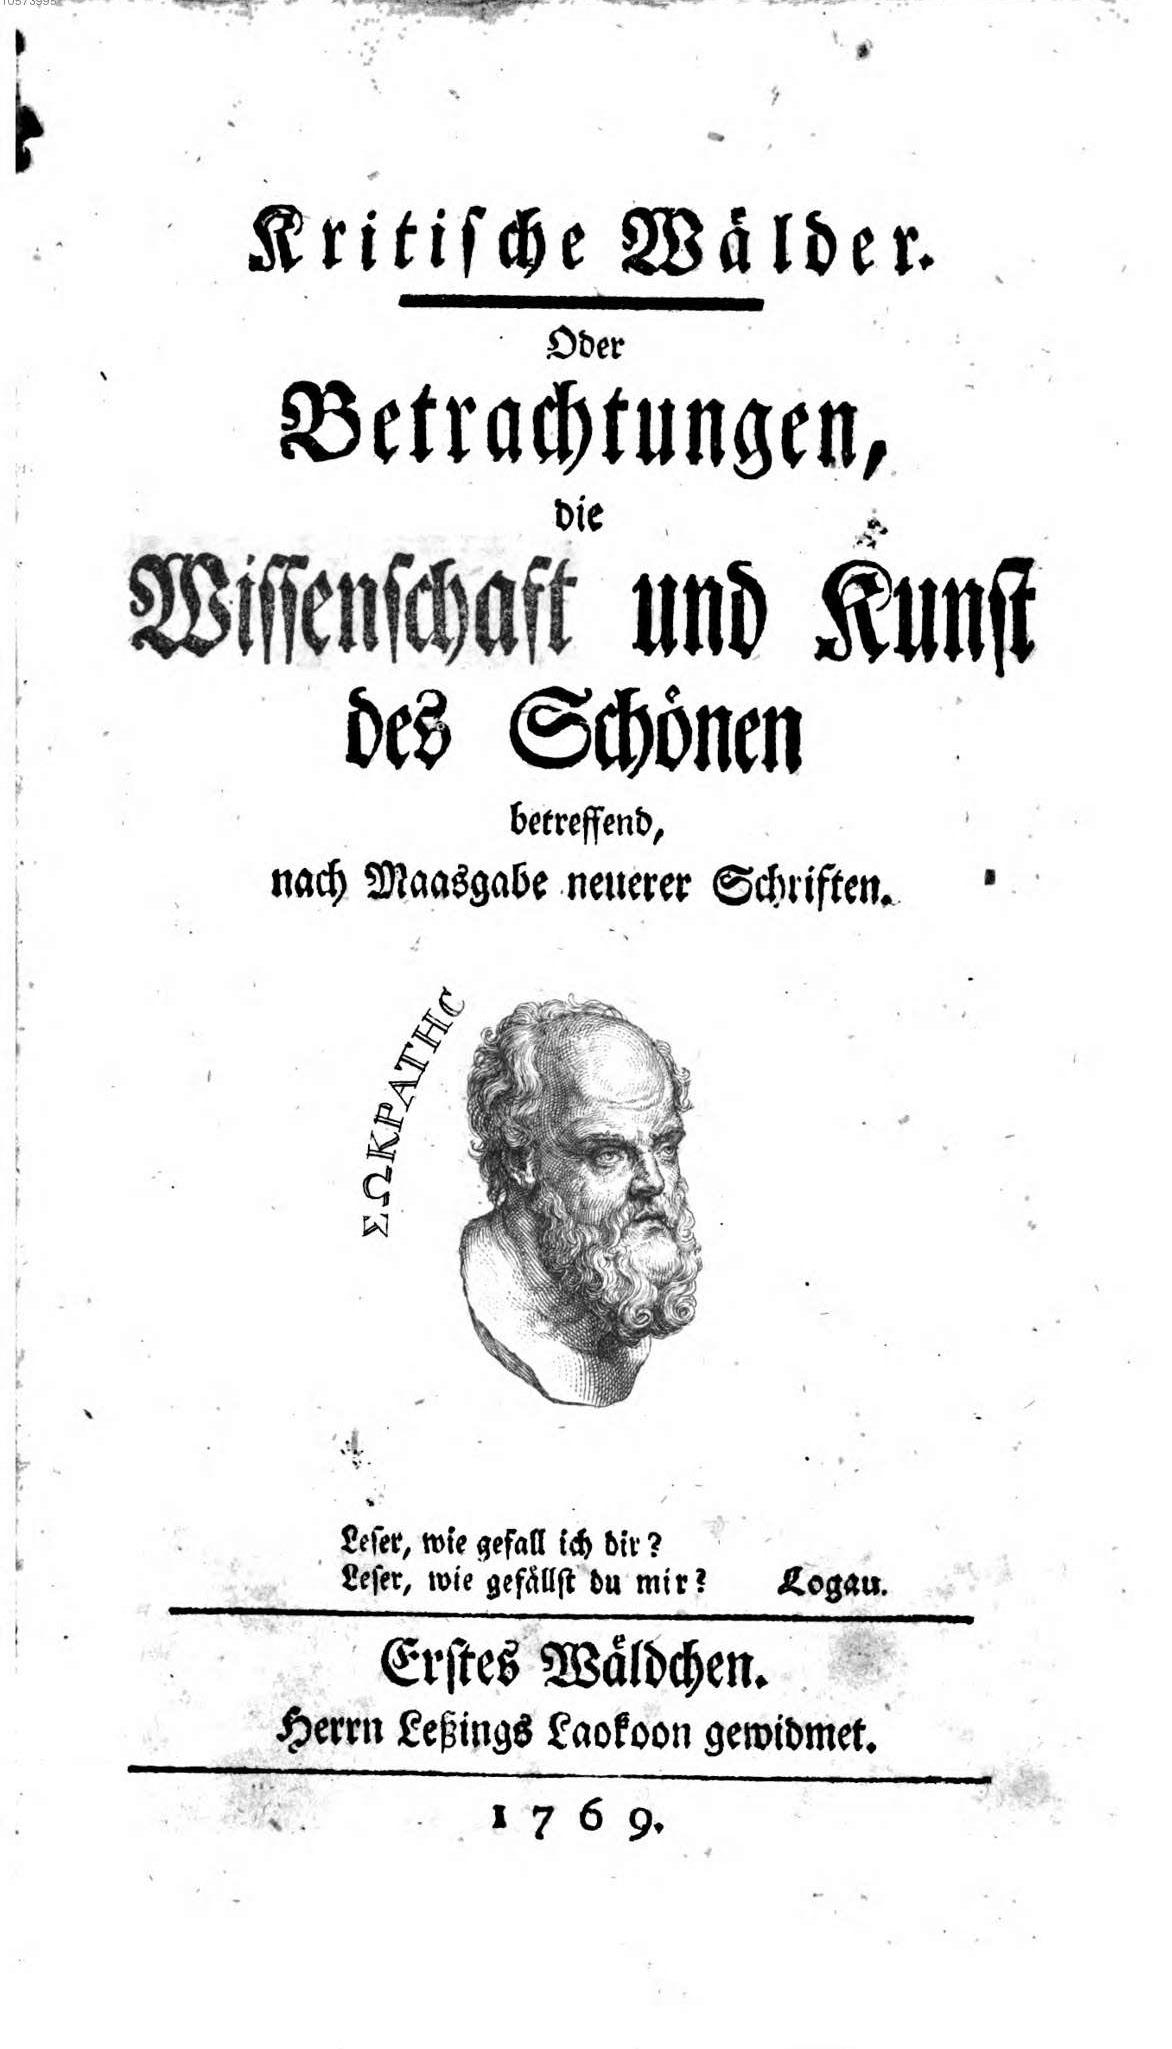 10573995
Kritische Wälder.
Oder
Betrachtungen,
die
Wissenschaft und Kunst
des Schönen
betreffend,
nach Maasgabe neuerer Schriften.
ΣΩΚΡΑΤΗϹ
Leser, wie gefall ich dir?
Leser, wie gefällst du mir? Logau.
Erstes Wäldchen.
Herrn Leßings Laokoon gewidmet.
1769.